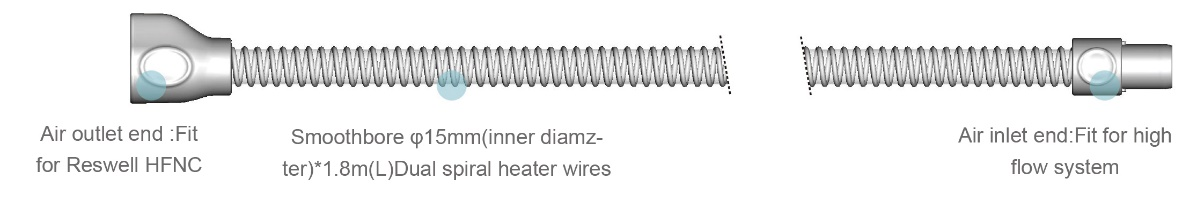 Air outlet end :Fit
for Reswell HFNC
Smoothbore φ15mm(inner diamz-
ter)*1.8m(L)Dual spiral heater wires
Air inlet end:Fit for high
flow system